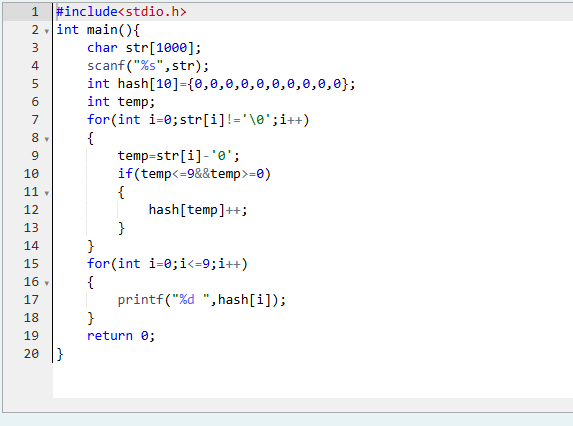 1 #include<stdio.h>
2 int main(){
3 char str[1000];
4 scanf("%s",str);
5 int hash[10]={0,0,0,0,0,0,0,0,0,0};
6 int temp;
7 for(int i=0;str[i]!='\0';i++)
8 {
9 temp=str[i]-'0';
10 if(temp<=9&&temp>=0)
11 {
12 hash[temp]++;
13 }
14 }
15 for(int i=0;i<=9;i++)
16 {
17 printf("%d ",hash[i]);
18 }
19 return 0;
20 }